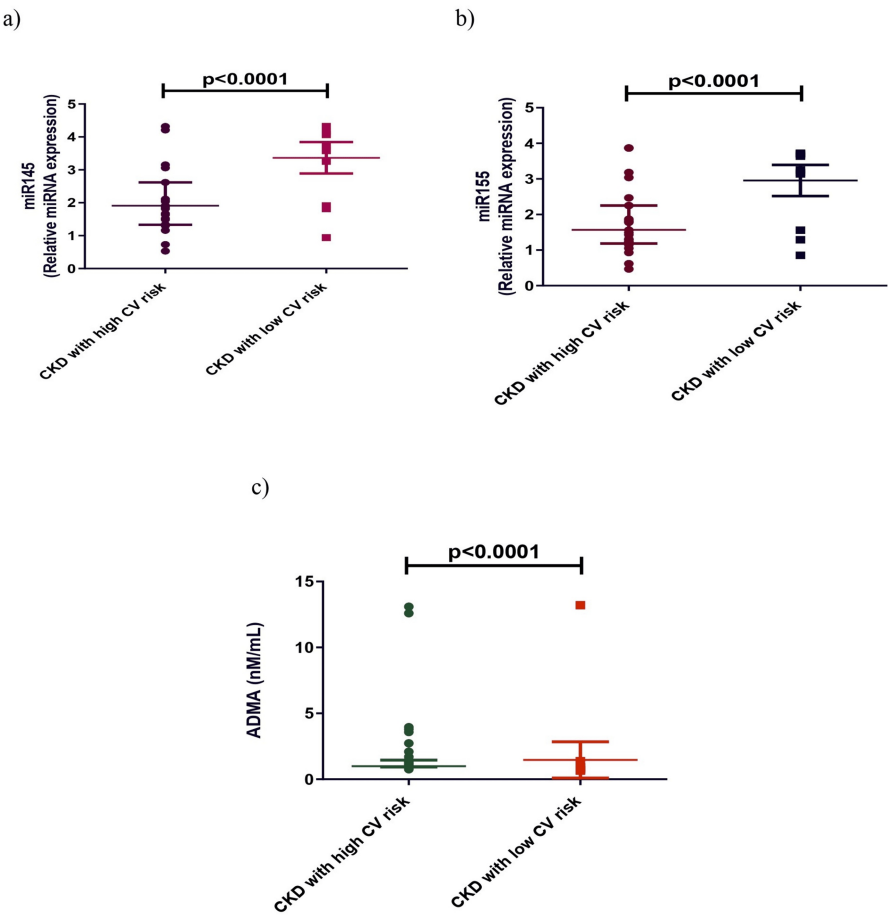 a)
p<0.0001
miR145
(Relative miRNA expression)
5
4
3
2
1
0
CKD with high CV risk
CKD with low CV risk
b)
p<0.0001
miR155
(Relative miRNA expression)
5
4
3
2
1
0
CKD with high CV risk
CKD with low CV risk
c)
p<0.0001
ADMA (nM/mL)
15
10
5
0
CKD with high CV risk
CKD with low CV risk